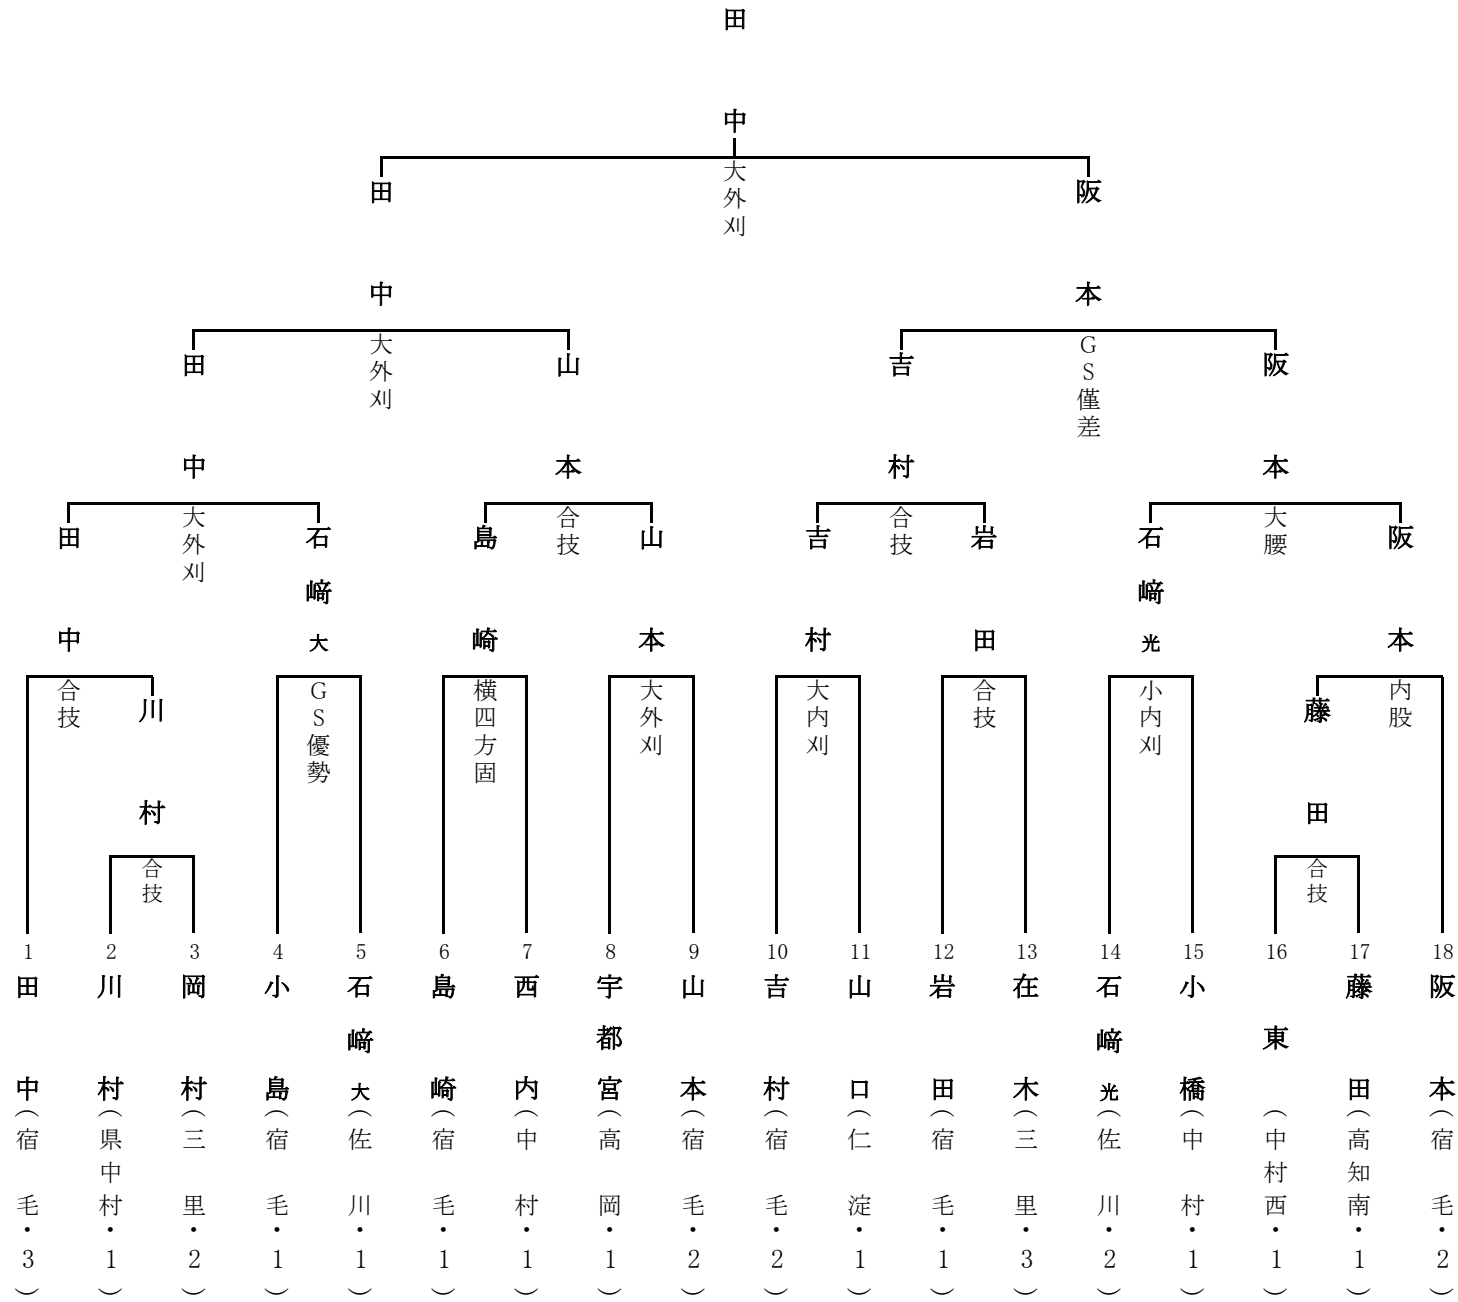 田中
大外刈
田中
阪本
大外刈
GS僅差
田中
山本
吉村
阪本
大外刈
合技
合技
大腰
田中
石﨑大
島崎
山本
吉村
岩田
石﨑光
阪本
合技
GS優勢
横四方固
大外刈
大内刈
合技
小内刈
内股
川村
藤田
合技
合技
1
田中(宿毛・3)
2
川村(県中村・1)
3
岡村(三里・2)
4
小島(宿毛・1)
5
石﨑大(佐川・1)
6
島崎(宿毛・1)
7
西内(中村・1)
8
宇都宮(高岡・1)
9
山本(宿毛・2)
10
吉村(宿毛・2)
11
山口(仁淀・1)
12
岩田(宿毛・1)
13
在木(三里・3)
14
石﨑光(佐川・2)
15
小橋(中村・1)
16
東(中村西・1)
17
藤田(高知南・1)
18
阪本(宿毛・2)